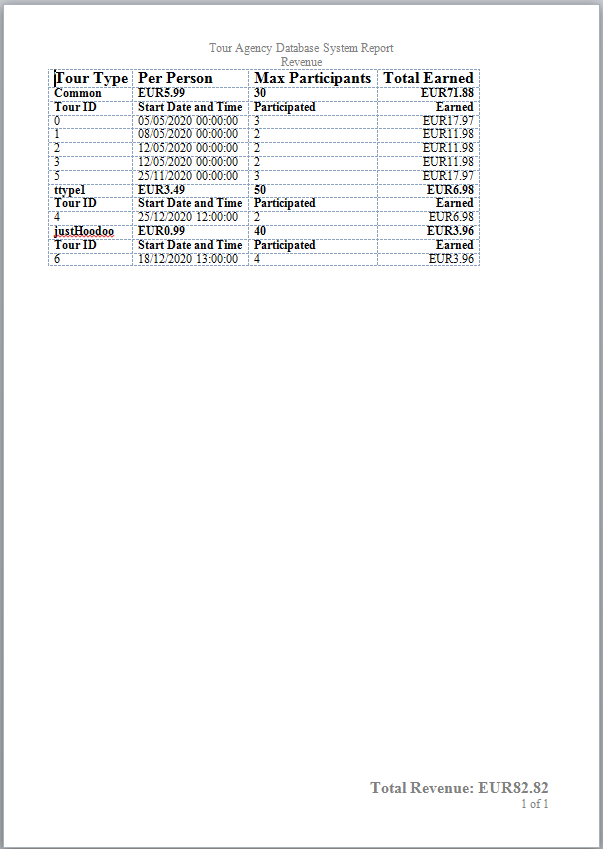 Tour Agency Database System Report
Revenue
Tour Type Per Person Max Participants Total Earned
Common EUR5.99 30 EUR71.88
Tour ID Start Date and Time Participated Earned
0 05/05/2020 00:00:00 3 EUR17.97
1 08/05/2020 00:00:00 2 EUR11.98
2 12/05/2020 00:00:00 2 EUR11.98
3 12/05/2020 00:00:00 2 EUR11.98
5 25/11/2020 00:00:00 3 EUR17.97
ttype1 EUR3.49 50 EUR6.98
Tour ID Start Date and Time Participated Earned
4 25/12/2020 12:00:00 2 EUR6.98
justHoodoo EUR0.99 40 EUR3.96
Tour ID Start Date and Time Participated Earned
6 18/12/2020 13:00:00 4 EUR3.96
Total Revenue: EUR82.82
1 of 1